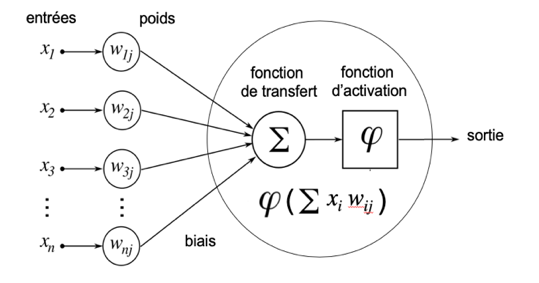 entrées
poids
x1
w1j
x2
w2j
x3
w3j
⋮
⋮
xn
wnj
biais
fonction
de transfert
fonction
d'activation
Σ
φ
sortie
φ(Σ xi wij)